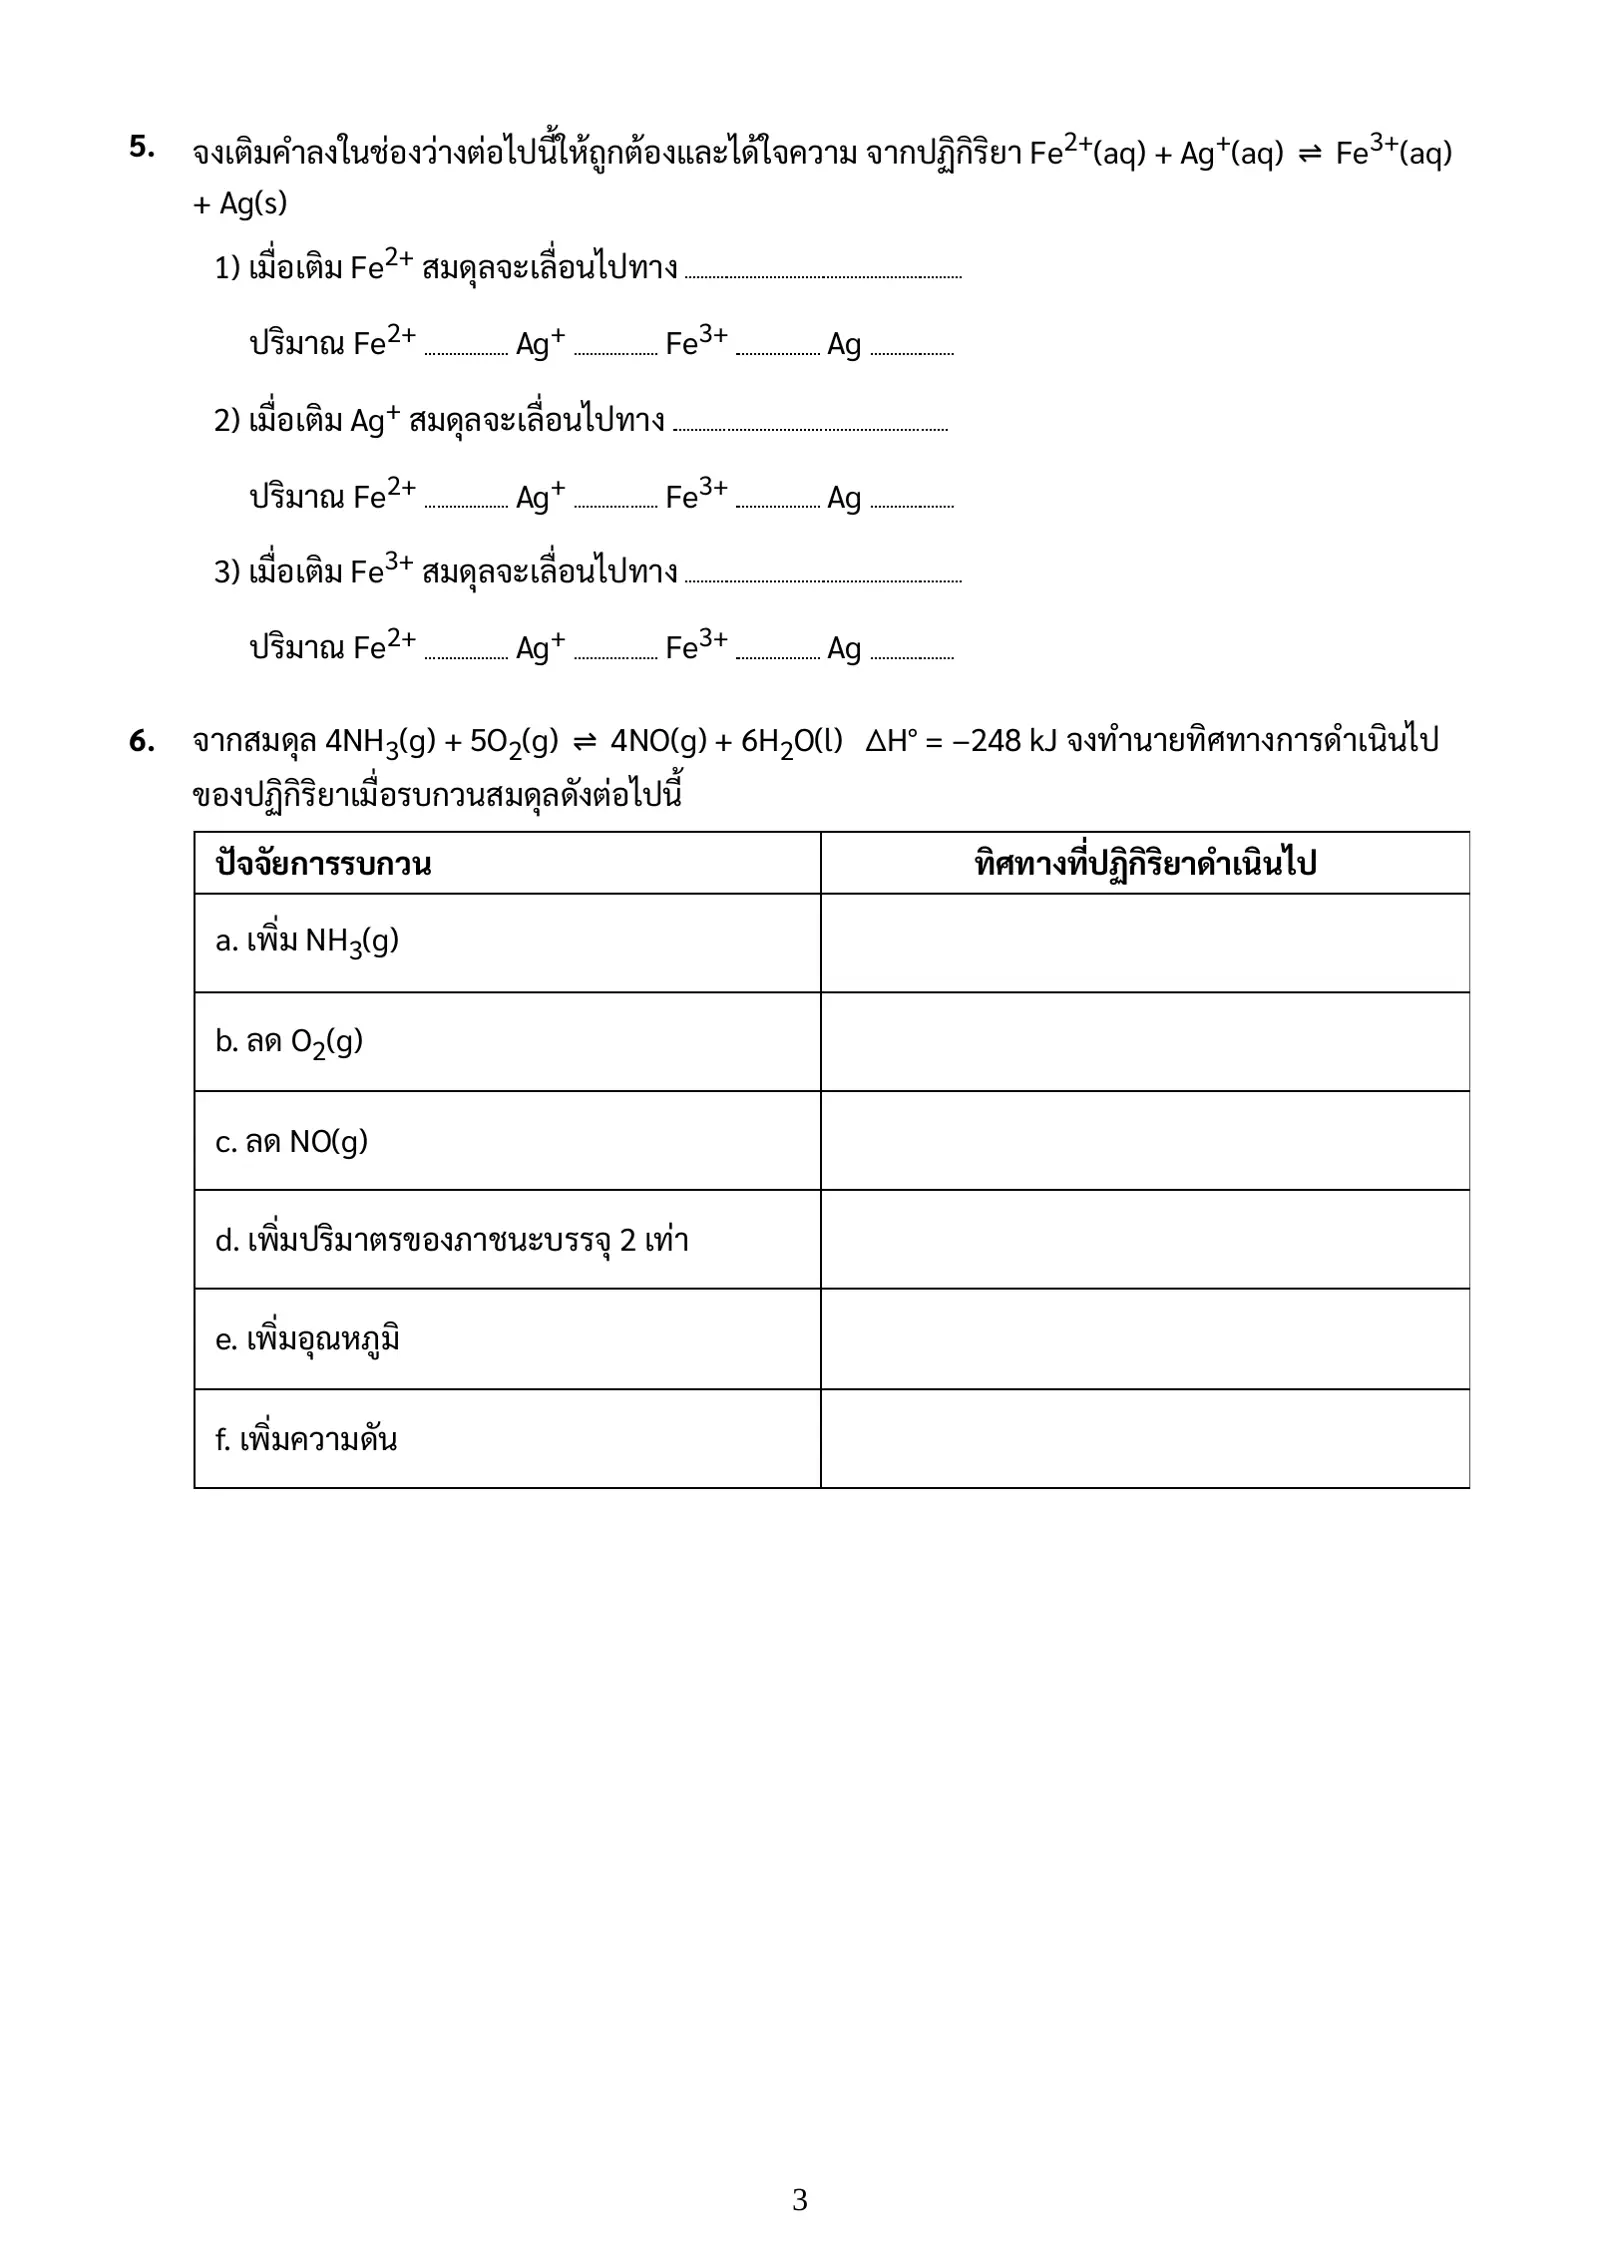 5. จงเติมคำลงในช่องว่างต่อไปนี้ให้ถูกต้องและได้ใจความ จากปฏิกิริยา Fe²⁺(aq) + Ag⁺(aq) ⇌ Fe³⁺(aq)
+ Ag(s)
1) เมื่อเติม Fe²⁺ สมดุลจะเลื่อนไปทาง ........................................
ปริมาณ Fe²⁺ ............ Ag⁺ ............ Fe³⁺ ............ Ag ............
2) เมื่อเติม Ag⁺ สมดุลจะเลื่อนไปทาง ........................................
ปริมาณ Fe²⁺ ............ Ag⁺ ............ Fe³⁺ ............ Ag ............
3) เมื่อเติม Fe³⁺ สมดุลจะเลื่อนไปทาง ........................................
ปริมาณ Fe²⁺ ............ Ag⁺ ............ Fe³⁺ ............ Ag ............
6. จากสมดุล 4NH₃(g) + 5O₂(g) ⇌ 4NO(g) + 6H₂O(l) ΔH° = −248 kJ จงทำนายทิศทางการดำเนินไป
ของปฏิกิริยาเมื่อรบกวนสมดุลดังต่อไปนี้
ปัจจัยการรบกวน ทิศทางที่ปฏิกิริยาดำเนินไป
a. เพิ่ม NH₃(g)
b. ลด O₂(g)
c. ลด NO(g)
d. เพิ่มปริมาตรของภาชนะบรรจุ 2 เท่า
e. เพิ่มอุณหภูมิ
f. เพิ่มความดัน
3